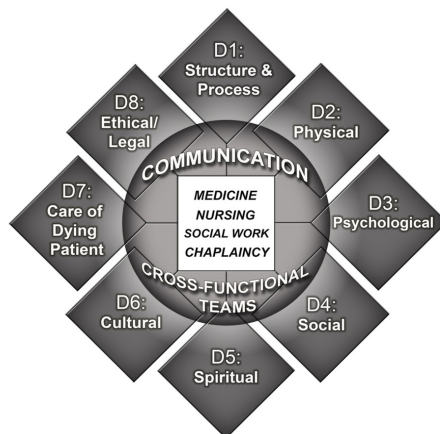 D1:
Structure &
Process
D2:
Physical
D3:
Psychological
D4:
Social
D5:
Spiritual
D6:
Cultural
D7:
Care of
Dying
Patient
D8:
Ethical/
Legal
COMMUNICATION
MEDICINE
NURSING
SOCIAL WORK
CHAPLAINCY
CROSS-FUNCTIONAL
TEAMS